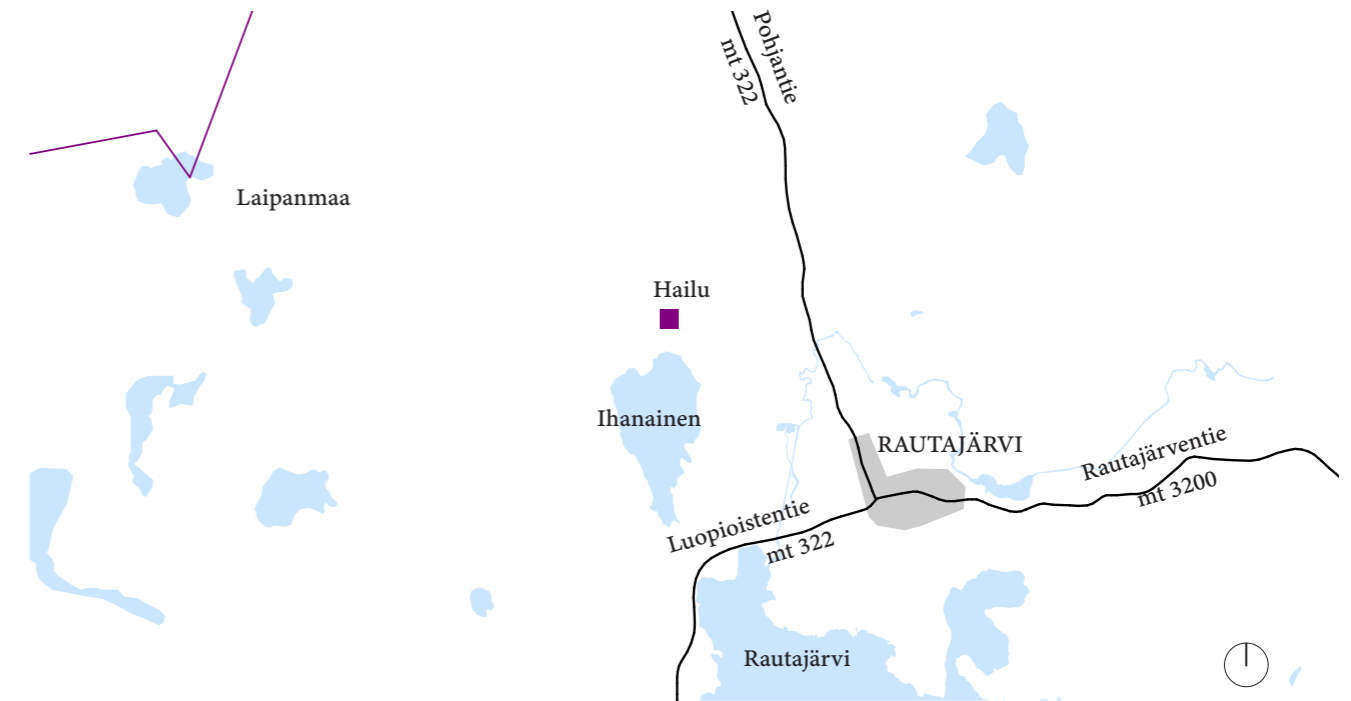 Pohjantie
mt 322
Laipanmaa
Hailu
Ihanainen
RAUTAJÄRVI
Rautajärventie
mt 3200
Luopioistentie
mt 322
Rautajärvi